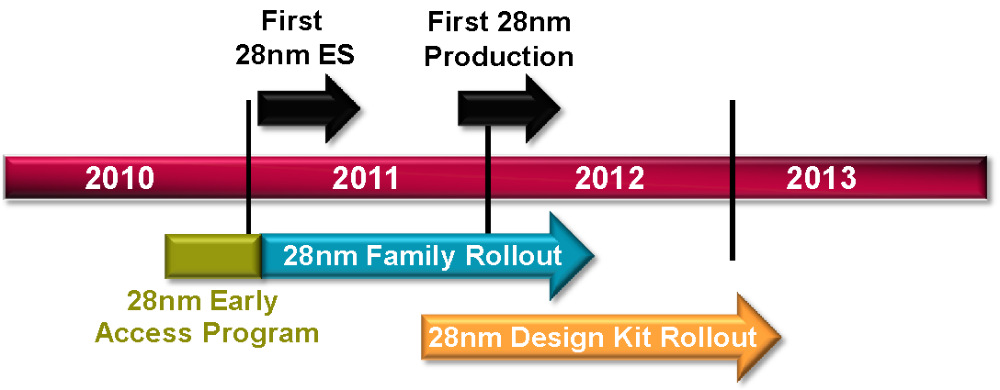 First
28nm ES
First 28nm
Production
2010 2011 2012 2013
28nm Family Rollout
28nm Early
Access Program
28nm Design Kit Rollout